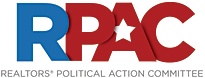 RPAC
REALTORS® POLITICAL ACTION COMMITTEE